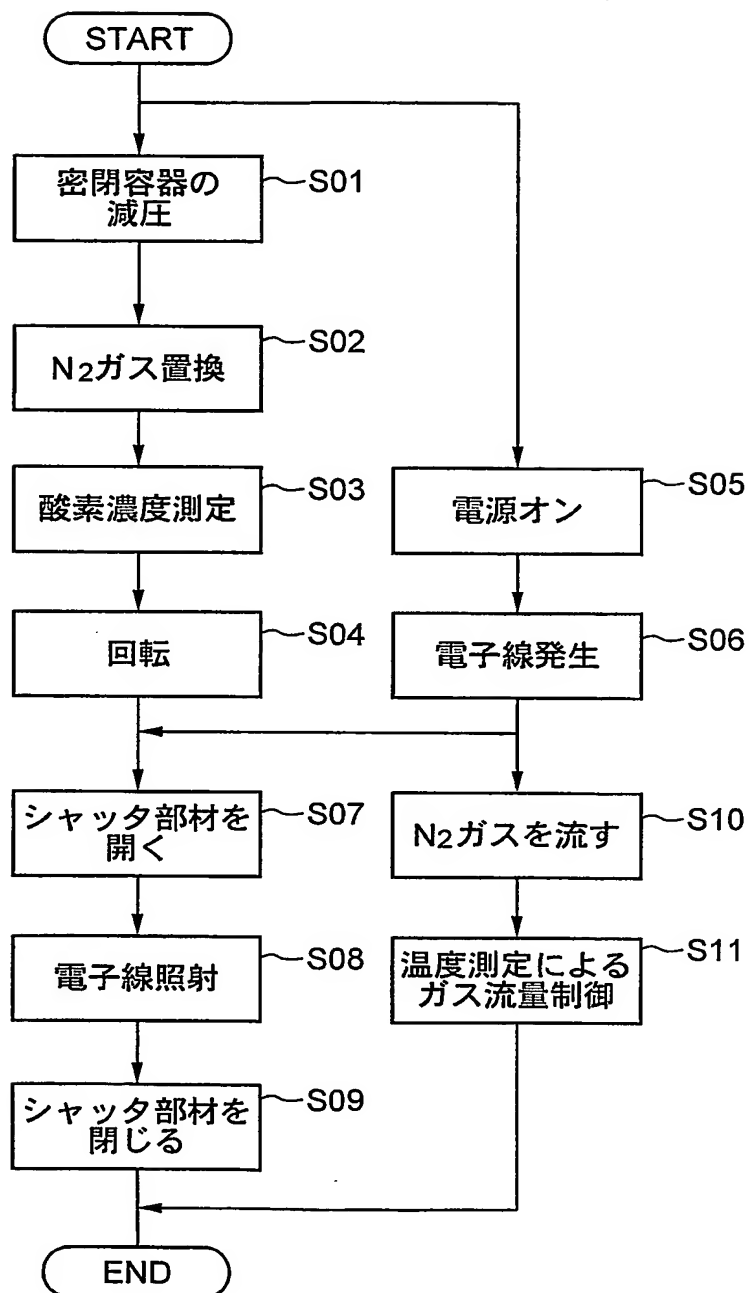 START
密閉容器の
減圧
S01
N2ガス置換
S02
酸素濃度測定
S03
回転
S04
電源オン
S05
電子線発生
S06
シャッタ部材を
開く
S07
電子線照射
S08
シャッタ部材を
閉じる
S09
N2ガスを流す
S10
温度測定による
ガス流量制御
S11
END